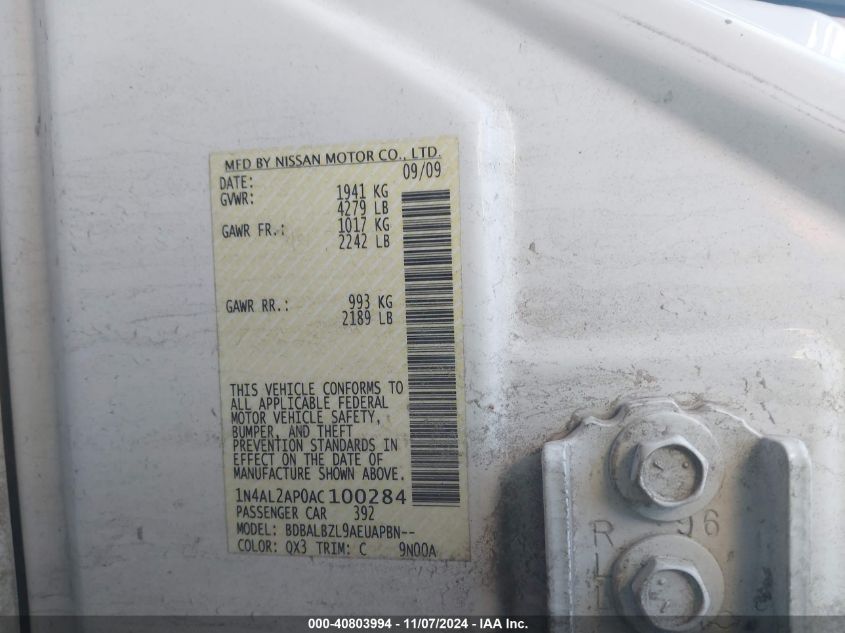 MFD BY NISSAN MOTOR CO., LTD.
DATE: 09/09
GVWR: 1941 KG
4279 LB
GAWR FR.: 1017 KG
2242 LB
GAWR RR.: 993 KG
2189 LB
THIS VEHICLE CONFORMS TO
ALL APPLICABLE FEDERAL
MOTOR VEHICLE SAFETY,
BUMPER, AND THEFT
PREVENTION STANDARDS IN
EFFECT ON THE DATE OF
MANUFACTURE SHOWN ABOVE.
1N4AL2AP0AC100284
PASSENGER CAR 392
MODEL: BDBALBZL9AEUAPBN--
COLOR: QX3 TRIM: C 9N00A
R 96
000-40803994 - 11/07/2024 - IAA Inc.